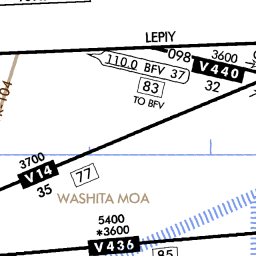 LEPIY
098
3600
V440
32
110.0 BFV 37
83
TO BFV
R-104
3700
V14
35
77
WASHITA MOA
5400
*3600
V436
85